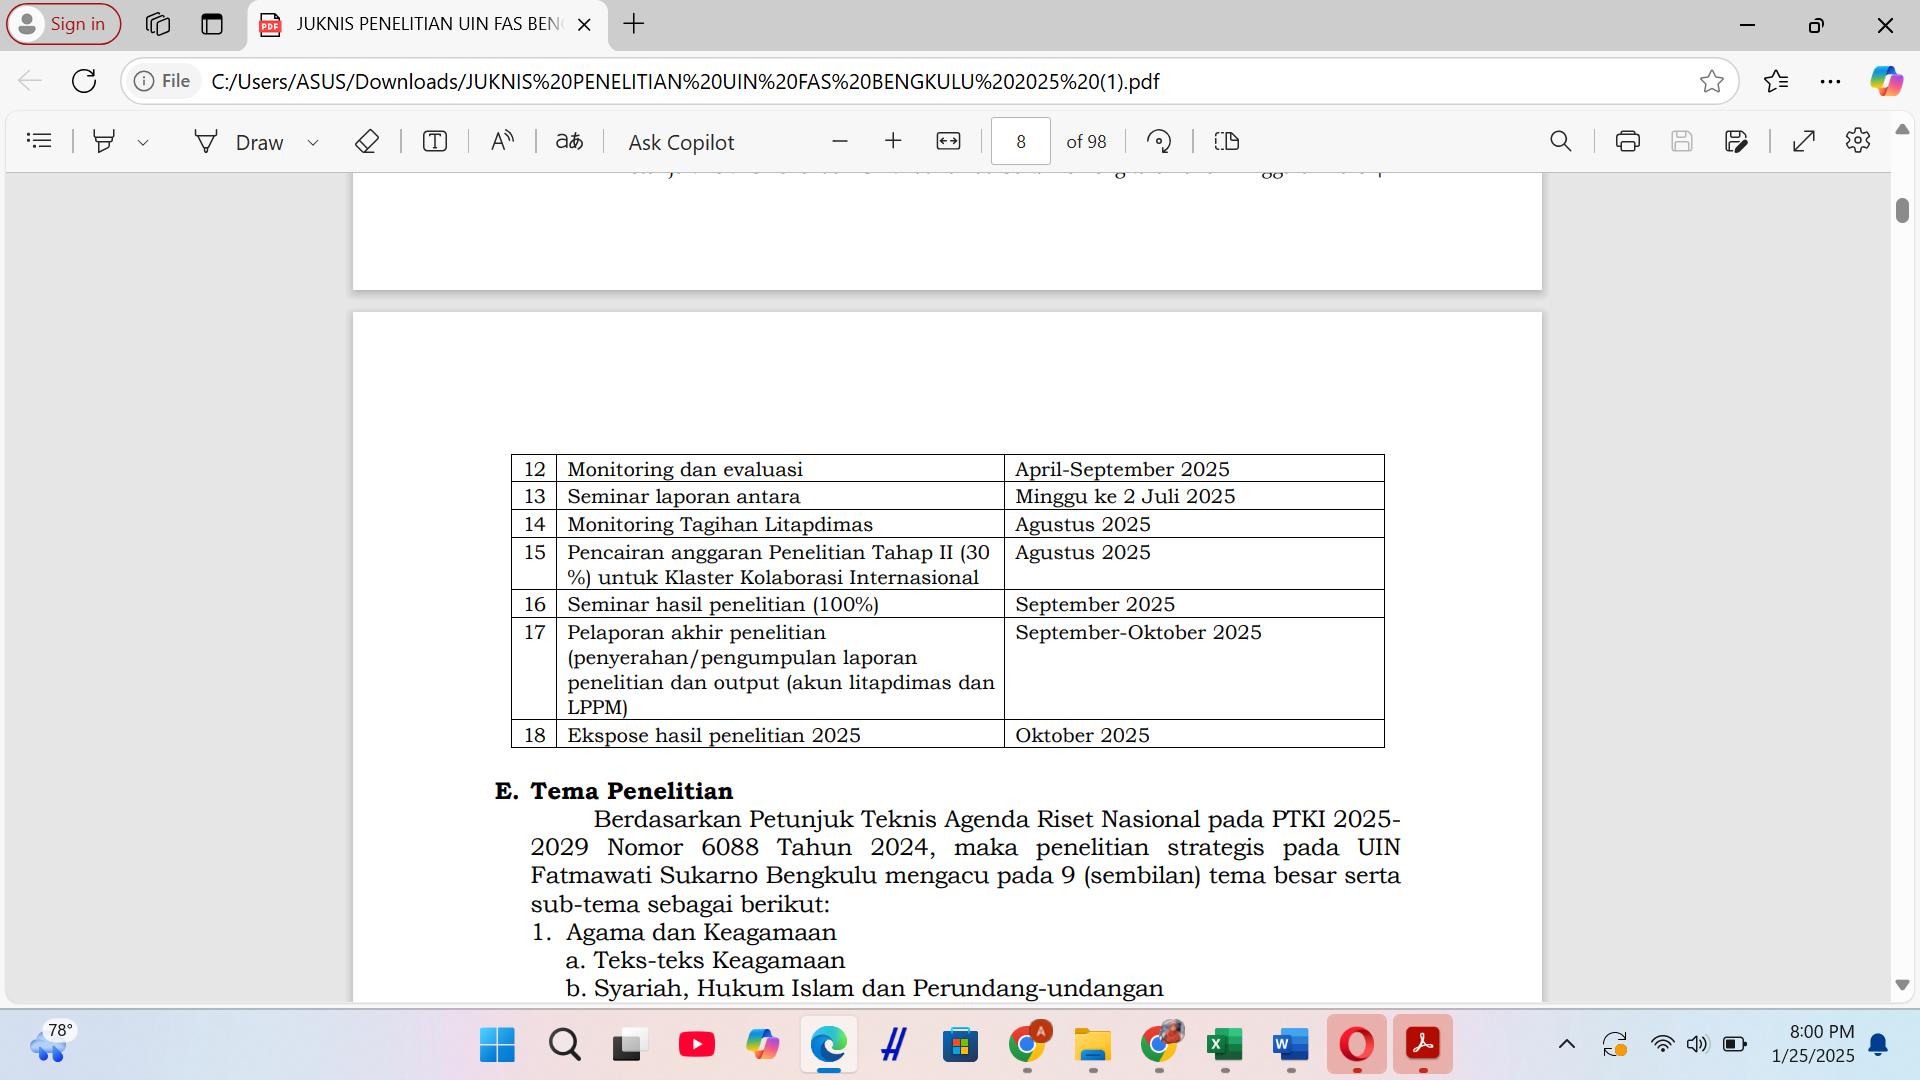 Sign in
JUKNIS PENELITIAN UIN FAS BEN
File
C:/Users/ASUS/Downloads/JUKNIS%20PENELITIAN%20UIN%20FAS%20BENGKULU%202025%20(1).pdf
Draw
Ask Copilot
8
of 98
12 Monitoring dan evaluasi April-September 2025
13 Seminar laporan antara Minggu ke 2 Juli 2025
14 Monitoring Tagihan Litapdimas Agustus 2025
15 Pencairan anggaran Penelitian Tahap II (30 Agustus 2025
%) untuk Klaster Kolaborasi Internasional
16 Seminar hasil penelitian (100%) September 2025
17 Pelaporan akhir penelitian September-Oktober 2025
(penyerahan/pengumpulan laporan
penelitian dan output (akun litapdimas dan
LPPM)
18 Ekspose hasil penelitian 2025 Oktober 2025
E. Tema Penelitian
Berdasarkan Petunjuk Teknis Agenda Riset Nasional pada PTKI 2025-
2029 Nomor 6088 Tahun 2024, maka penelitian strategis pada UIN
Fatmawati Sukarno Bengkulu mengacu pada 9 (sembilan) tema besar serta
sub-tema sebagai berikut:
1. Agama dan Keagamaan
a. Teks-teks Keagamaan
b. Syariah, Hukum Islam dan Perundang-undangan
78°
8:00 PM
1/25/2025